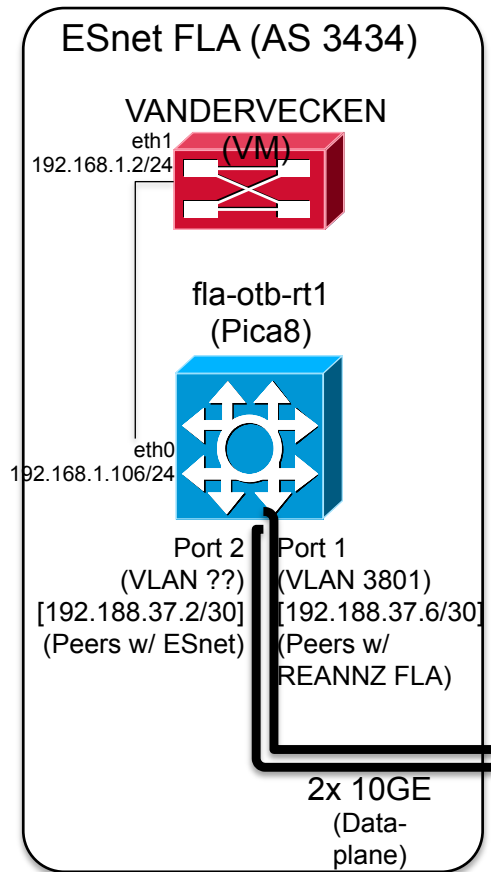 ESnet FLA (AS 3434)
VANDERVECKEN
(VM)
eth1
192.168.1.2/24
fla-otb-rt1
(Pica8)
eth0
192.168.1.106/24
Port 2
(VLAN ??)
[192.188.37.2/30]
(Peers w/ ESnet)
Port 1
(VLAN 3801)
[192.188.37.6/30]
(Peers w/
REANNZ FLA)
2x 10GE
(Data-
plane)